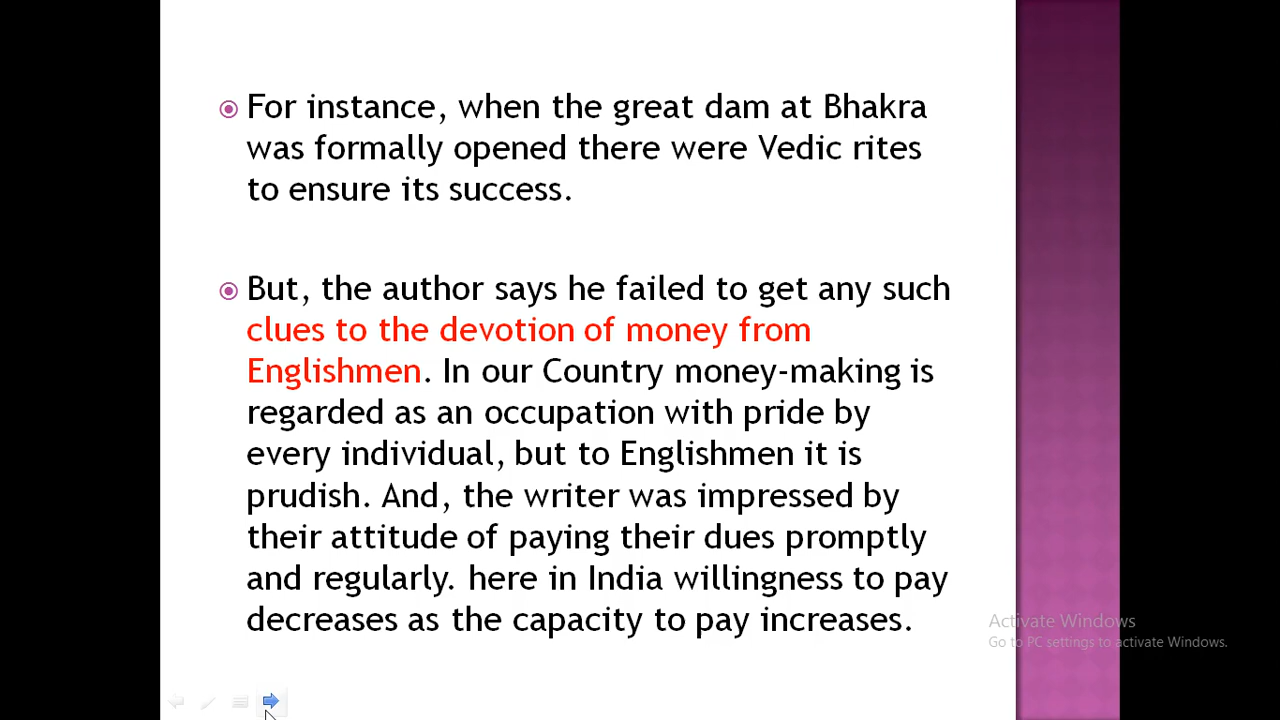 For instance, when the great dam at Bhakra
was formally opened there were Vedic rites
to ensure its success.
But, the author says he failed to get any such
clues to the devotion of money from
Englishmen. In our Country money-making is
regarded as an occupation with pride by
every individual, but to Englishmen it is
prudish. And, the writer was impressed by
their attitude of paying their dues promptly
and regularly. here in India willingness to pay
decreases as the capacity to pay increases.
Activate Windows
Go to PC settings to activate Windows.